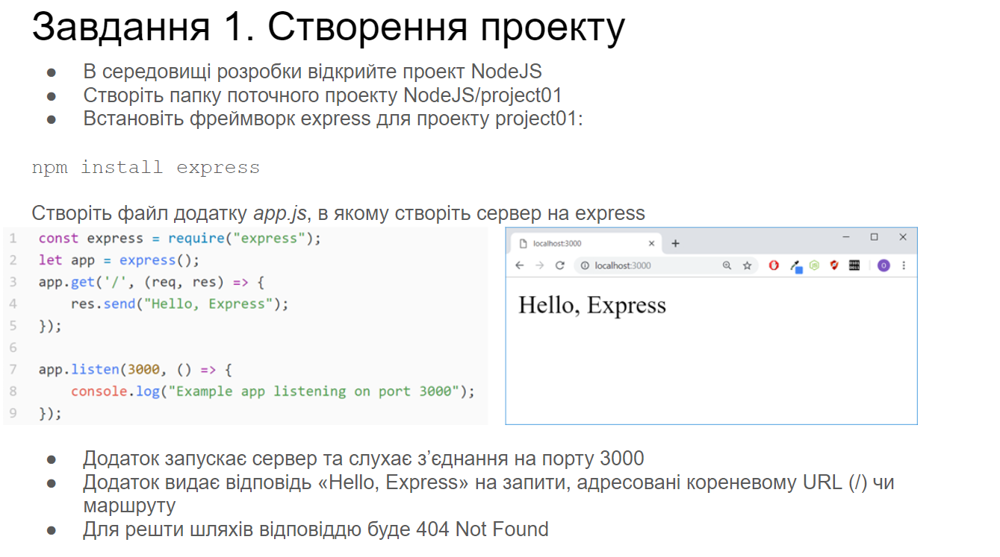 Завдання 1. Створення проекту
● В середовищі розробки відкрийте проект NodeJS
● Створіть папку поточного проекту NodeJS/project01
● Встановіть фреймворк express для проекту project01:
npm install express
Створіть файл додатку app.js, в якому створіть сервер на express
1 const express = require("express");
2 let app = express();
3 app.get('/', (req, res) => {
4     res.send("Hello, Express");
5 });
6
7 app.listen(3000, () => {
8     console.log("Example app listening on port 3000");
9 });
localhost:3000
localhost:3000
Hello, Express
● Додаток запускає сервер та слухає з’єднання на порту 3000
● Додаток видає відповідь «Hello, Express» на запити, адресовані кореневому URL (/) чи
маршруту
● Для решти шляхів відповіддю буде 404 Not Found